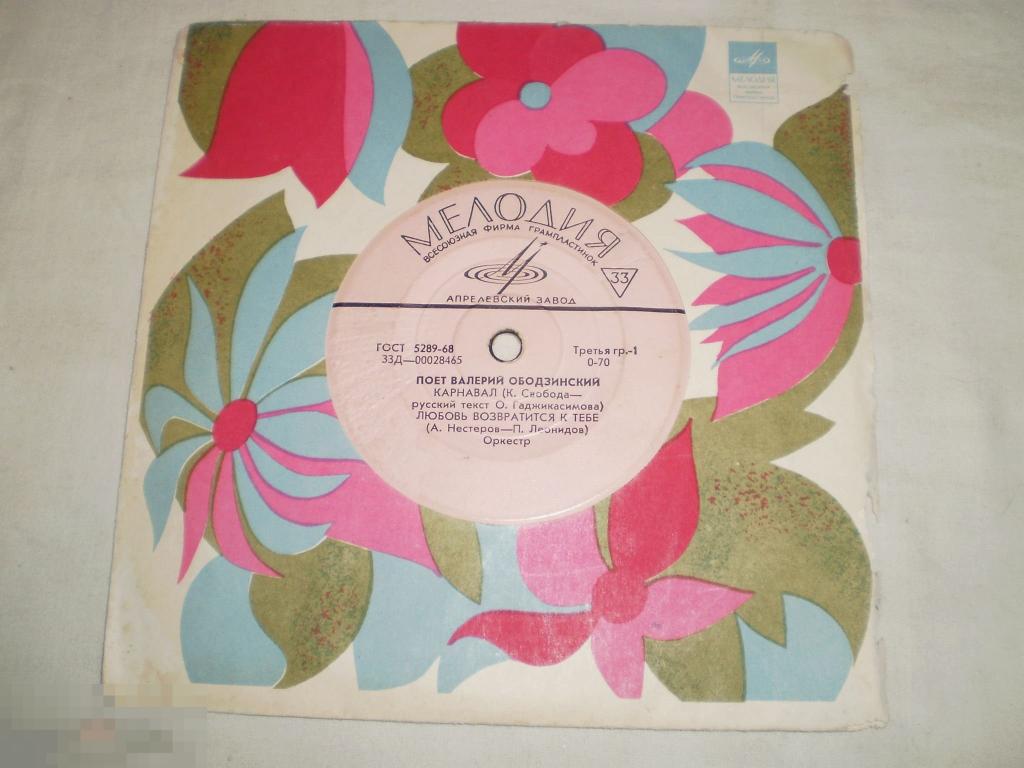 МЕЛОДИЯ
МЕЛОДИЯ
ВСЕСОЮЗНАЯ ФИРМА ГРАМПЛАСТИНОК
33
АПРЕЛЕВСКИЙ ЗАВОД
ГОСТ 5289-68
33Д—00028465
Третья гр.-1
0-70
ПОЕТ ВАЛЕРИЙ ОБОДЗИНСКИЙ
КАРНАВАЛ (К. Свобода—
русский текст О. Гаджикасимова)
ЛЮБОВЬ ВОЗВРАТИТСЯ К ТЕБЕ
(А. Нестеров—П. Леонидов)
Оркестр